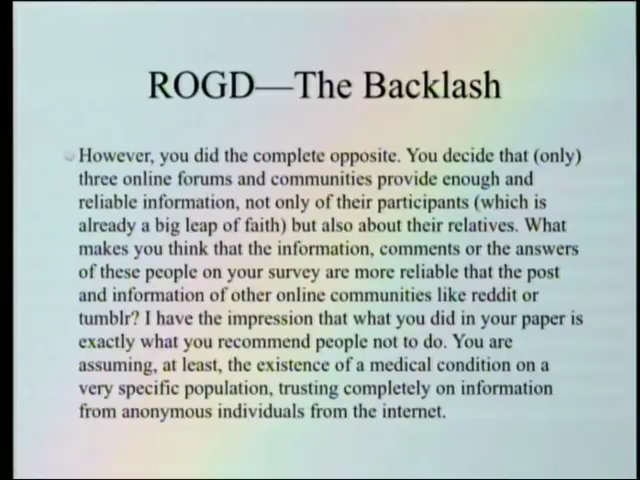 ROGD—The Backlash
However, you did the complete opposite. You decide that (only)
three online forums and communities provide enough and
reliable information, not only of their participants (which is
already a big leap of faith) but also about their relatives. What
makes you think that the information, comments or the answers
of these people on your survey are more reliable that the post
and information of other online communities like reddit or
tumblr? I have the impression that what you did in your paper is
exactly what you recommend people not to do. You are
assuming, at least, the existence of a medical condition on a
very specific population, trusting completely on information
from anonymous individuals from the internet.